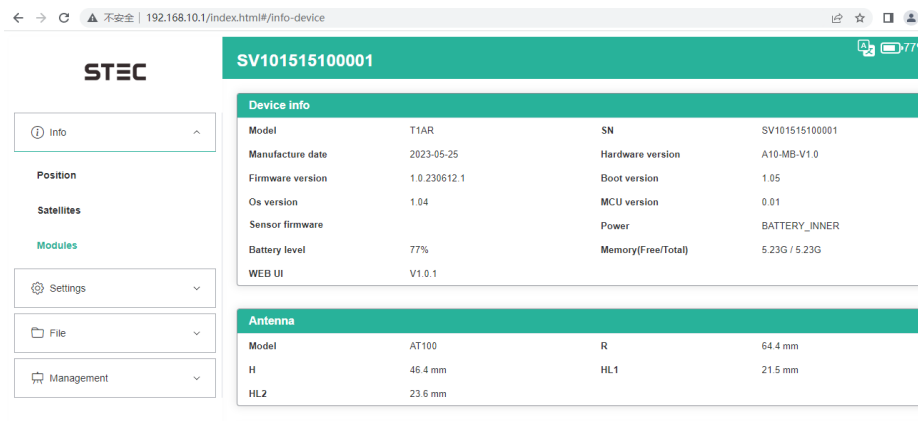 不安全 | 192.168.10.1/index.html#/info-device
STEC
SV101515100001
77%
Info
Position
Satellites
Modules
Settings
File
Management
Device info
Model T1AR SN SV101515100001
Manufacture date 2023-05-25 Hardware version A10-MB-V1.0
Firmware version 1.0.230612.1 Boot version 1.05
Os version 1.04 MCU version 0.01
Sensor firmware Power BATTERY_INNER
Battery level 77% Memory(Free/Total) 5.23G / 5.23G
WEB UI V1.0.1
Antenna
Model AT100 R 64.4 mm
H 46.4 mm HL1 21.5 mm
HL2 23.6 mm